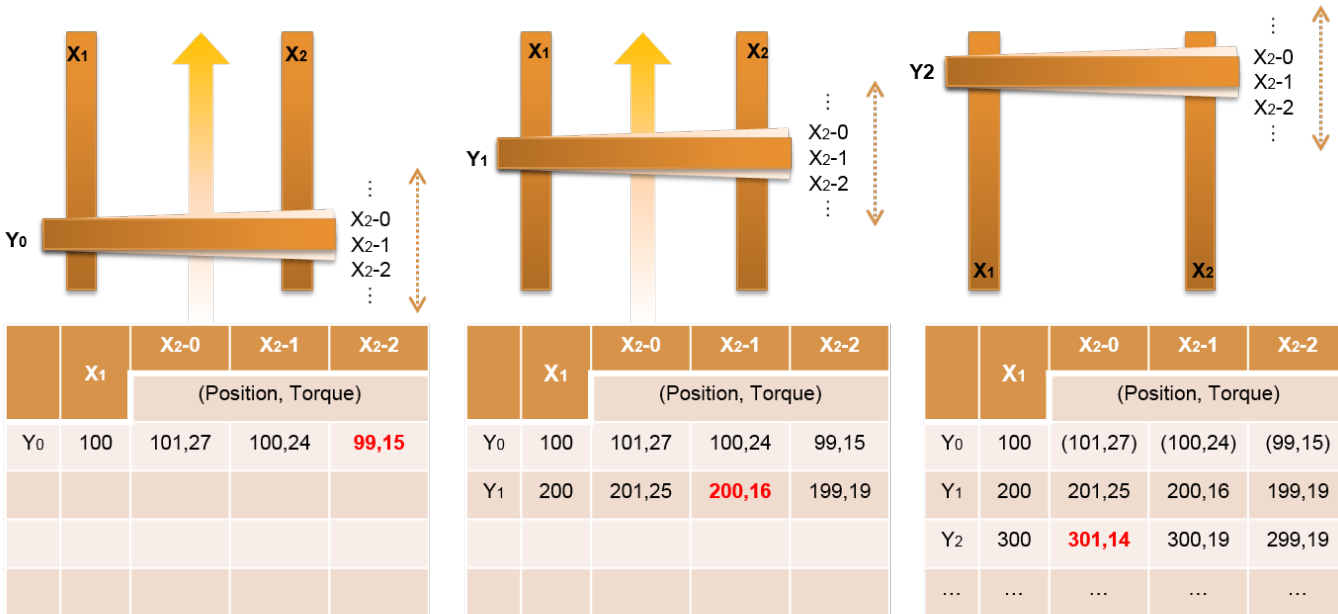 X1 X2
Y0
⋮
X2-0
X2-1
X2-2
⋮
X1 X2
Y1
⋮
X2-0
X2-1
X2-2
⋮
Y2
⋮
X2-0
X2-1
X2-2
⋮
X1 X2
X1 X2-0 X2-1 X2-2
(Position, Torque)
Y0 100 101,27 100,24 99,15
X1 X2-0 X2-1 X2-2
(Position, Torque)
Y0 100 101,27 100,24 99,15
Y1 200 201,25 200,16 199,19
X1 X2-0 X2-1 X2-2
(Position, Torque)
Y0 100 (101,27) (100,24) (99,15)
Y1 200 201,25 200,16 199,19
Y2 300 301,14 300,19 299,19
... ... ... ... ...